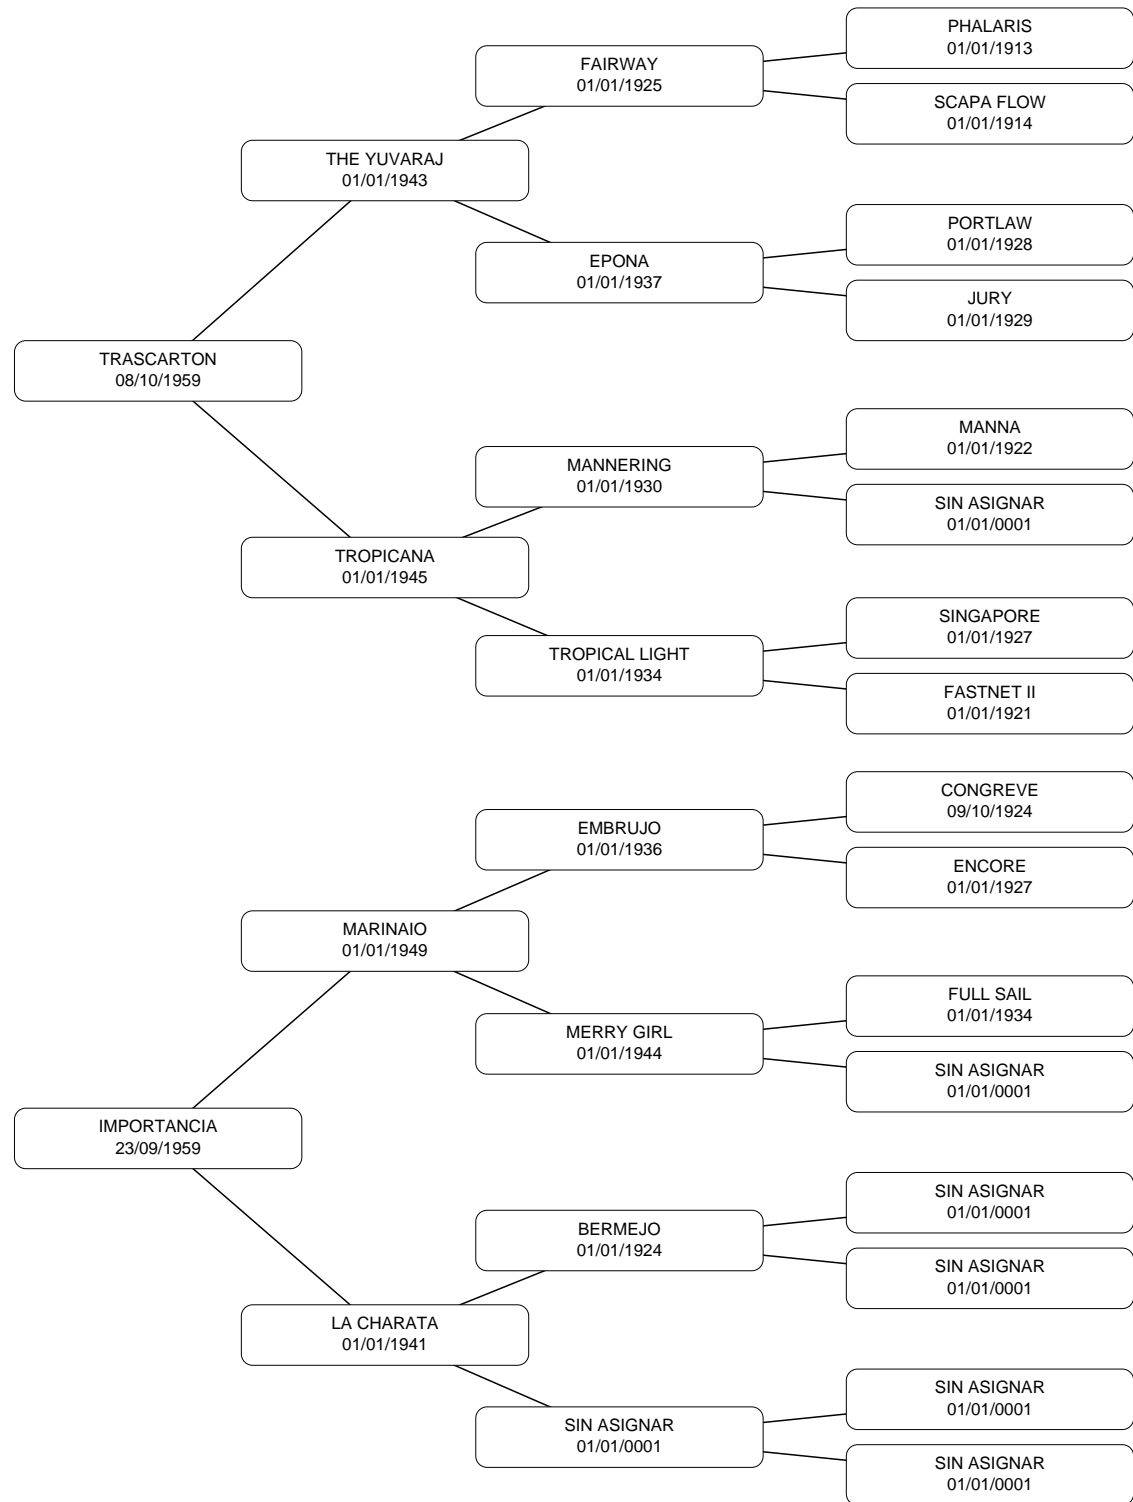 PHALARIS
01/01/1913
FAIRWAY
01/01/1925
SCAPA FLOW
01/01/1914
THE YUVARAJ
01/01/1943
PORTLAW
01/01/1928
EPONA
01/01/1937
JURY
01/01/1929
TRASCARTON
08/10/1959
MANNA
01/01/1922
MANNERING
01/01/1930
SIN ASIGNAR
01/01/0001
TROPICANA
01/01/1945
SINGAPORE
01/01/1927
TROPICAL LIGHT
01/01/1934
FASTNET II
01/01/1921
CONGREVE
09/10/1924
EMBRUJO
01/01/1936
ENCORE
01/01/1927
MARINAIO
01/01/1949
FULL SAIL
01/01/1934
MERRY GIRL
01/01/1944
SIN ASIGNAR
01/01/0001
IMPORTANCIA
23/09/1959
SIN ASIGNAR
01/01/0001
BERMEJO
01/01/1924
SIN ASIGNAR
01/01/0001
LA CHARATA
01/01/1941
SIN ASIGNAR
01/01/0001
SIN ASIGNAR
01/01/0001
SIN ASIGNAR
01/01/0001